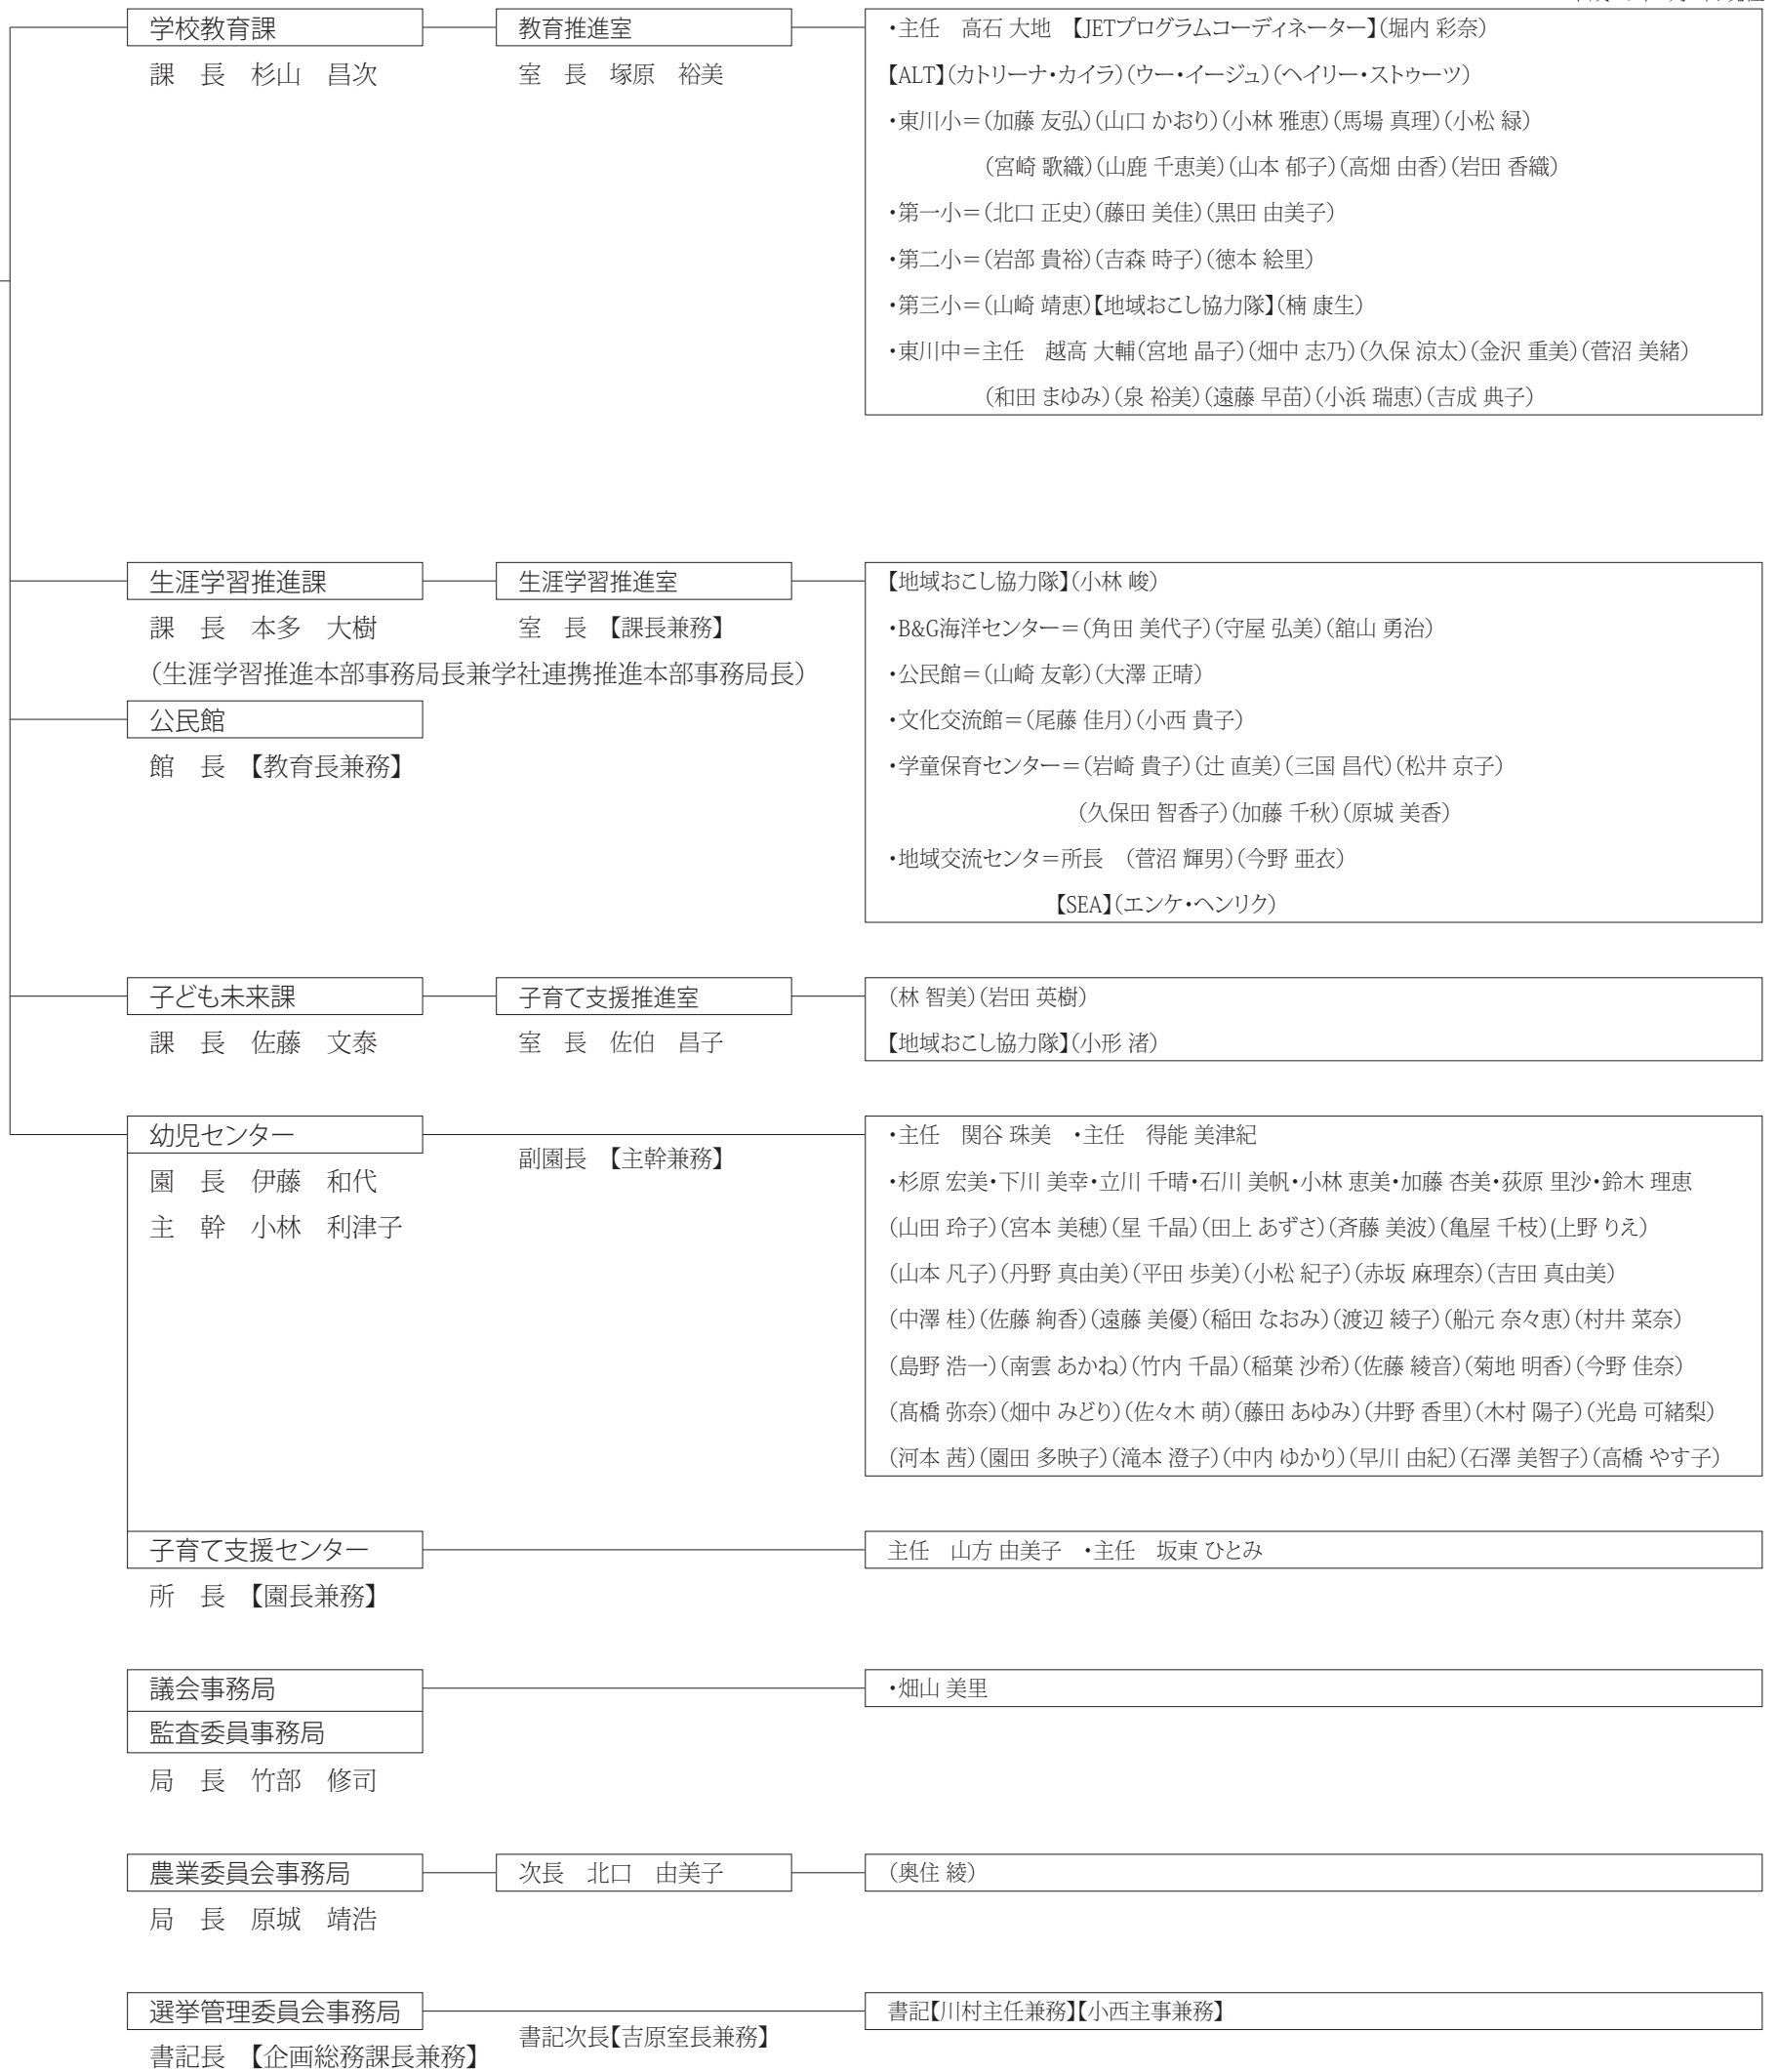 学校教育課　教育推進室　・主任　高石 大地　【JETプログラムコーディネーター】（堀内 彩奈）
課　長　杉山　昌次　室　長　塚原　裕美　【ALT】（カトリーナ・カイラ）（ウー・イージュ）（ヘイリー・ストゥーツ）
・東川小＝（加藤 友弘）（山口 かおり）（小林 雅恵）（馬場 真理）（小松 緑）
（宮崎 歌織）（山鹿 千恵美）（山本 郁子）（高畑 由香）（岩田 香織）
・第一小＝（北口 正史）（藤田 美佳）（黒田 由美子）
・第二小＝（岩部 貴裕）（吉森 時子）（徳本 絵里）
・第三小＝（山崎 靖恵）【地域おこし協力隊】（楠 康生）
・東川中＝主任　越高 大輔（宮地 晶子）（畑中 志乃）（久保 涼太）（金沢 重美）（菅沼 美緒）
（和田 まゆみ）（泉 裕美）（遠藤 早苗）（小浜 瑞恵）（吉成 典子）
生涯学習推進課　生涯学習推進室　【地域おこし協力隊】（小林 峻）
課　長　本多　大樹　室　長　【課長兼務】　・B&G海洋センター＝（角田 美代子）（守屋 弘美）（舘山 勇治）
（生涯学習推進本部事務局長兼学社連携推進本部事務局長）　・公民館＝（山崎 友彰）（大澤 正晴）
公民館　・文化交流館＝（尾藤 佳月）（小西 貴子）
館　長　【教育長兼務】　・学童保育センター＝（岩崎 貴子）（辻 直美）（三国 昌代）（松井 京子）
（久保田 智香子）（加藤 千秋）（原城 美香）
・地域交流センタ＝所長　（菅沼 輝男）（今野 亜衣）
【SEA】（エンケ・ヘンリク）
子ども未来課　子育て支援推進室　（林 智美）（岩田 英樹）
課　長　佐藤　文泰　室　長　佐伯　昌子　【地域おこし協力隊】（小形 渚）
幼児センター　副園長　【主幹兼務】　・主任　関谷 珠美　・主任　得能 美津紀
園　長　伊藤　和代　・杉原 宏美・下川 美幸・立川 千晴・石川 美帆・小林 恵美・加藤 杏美・荻原 里沙・鈴木 理恵
主　幹　小林　利津子　（山田 玲子）（宮本 美穂）（星 千晶）（田上 あずさ）（斉藤 美波）（亀屋 千枝）（上野 りえ）
（山本 凡子）（丹野 真由美）（平田 歩美）（小松 紀子）（赤坂 麻理奈）（吉田 真由美）
（中澤 桂）（佐藤 絢香）（遠藤 美優）（稲田 なおみ）（渡辺 綾子）（船元 奈々恵）（村井 菜奈）
（島野 浩一）（南雲 あかね）（竹内 千晶）（稲葉 沙希）（佐藤 綾音）（菊地 明香）（今野 佳奈）
（髙橋 弥奈）（畑中 みどり）（佐々木 萌）（藤田 あゆみ）（井野 香里）（木村 陽子）（光島 可緒梨）
（河本 茜）（園田 多映子）（滝本 澄子）（中内 ゆかり）（早川 由紀）（石澤 美智子）（高橋 やす子）
子育て支援センター　主任　山方 由美子　・主任　坂東 ひとみ
所　長　【園長兼務】
議会事務局　・畑山 美里
監査委員事務局
局　長　竹部　修司
農業委員会事務局　次長　北口　由美子　（奥住 綾）
局　長　原城　靖浩
選挙管理委員会事務局　書記【川村主任兼務】【小西主事兼務】
書記次長【吉原室長兼務】
書記長　【企画総務課長兼務】